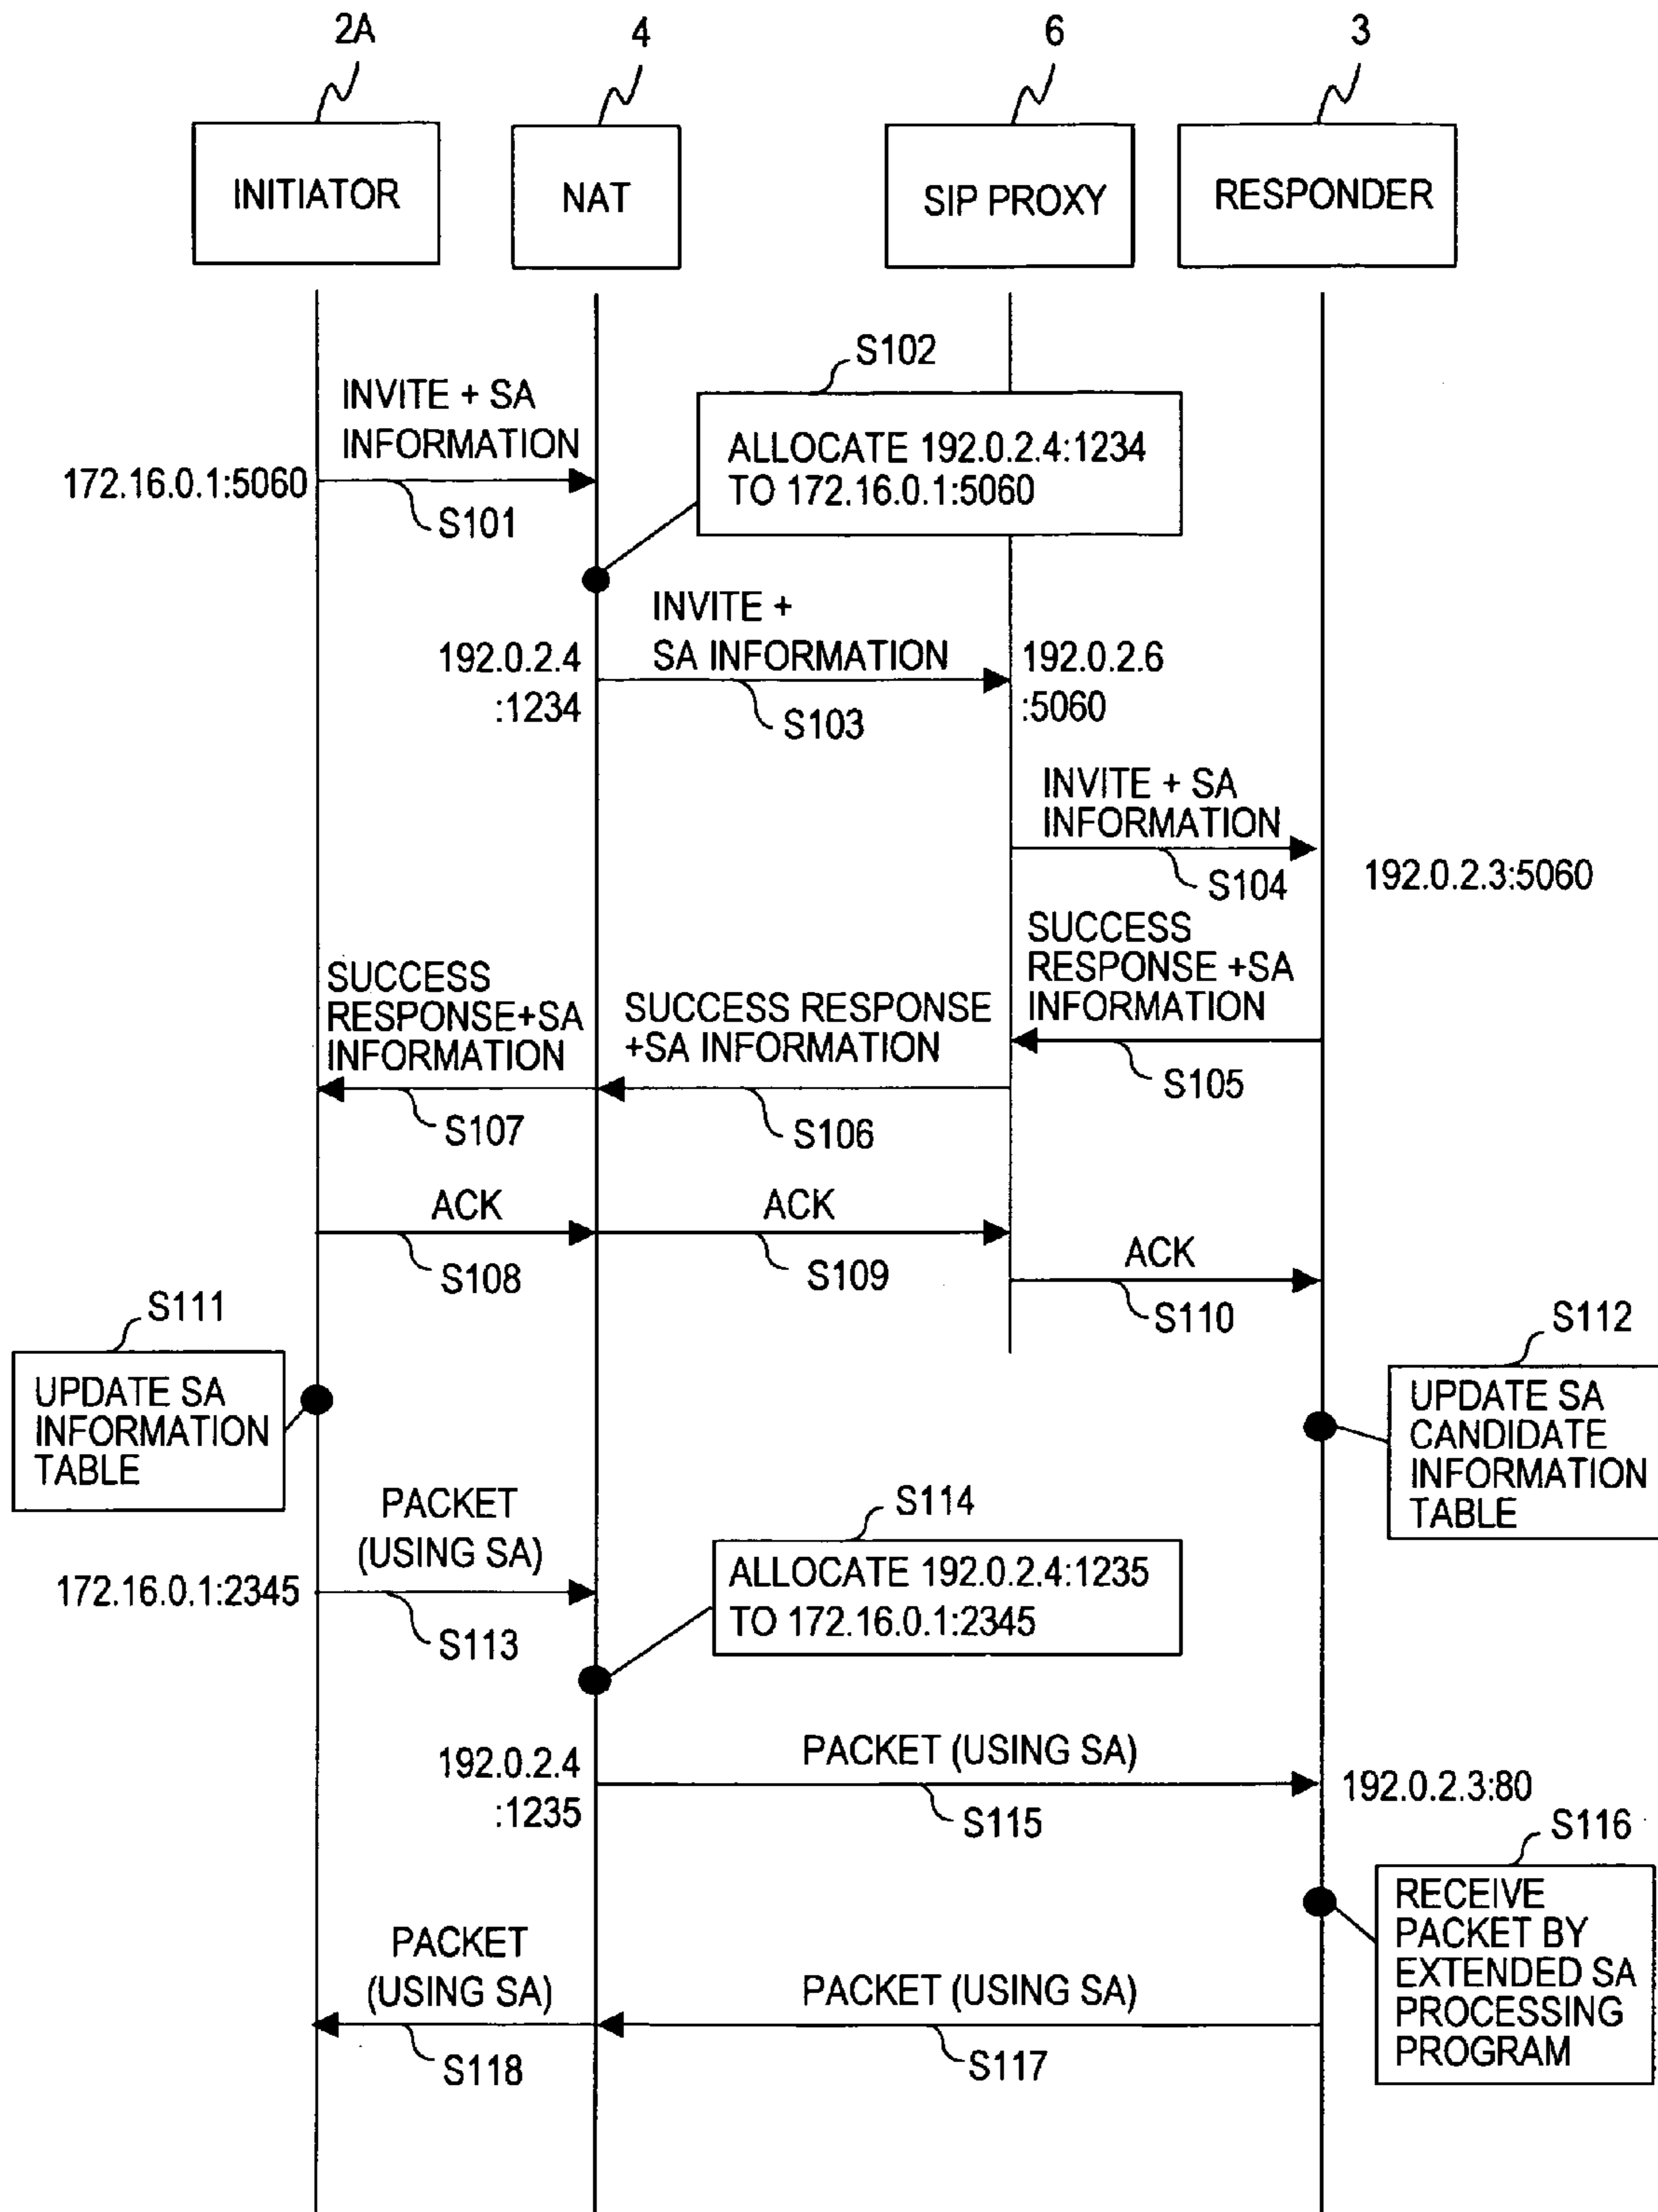 2A
4
6
3
INITIATOR
NAT
SIP PROXY
RESPONDER
S102
INVITE + SA
INFORMATION
ALLOCATE 192.0.2.4:1234
TO 172.16.0.1:5060
172.16.0.1:5060
S101
INVITE +
SA INFORMATION
192.0.2.4
:1234
192.0.2.6
:5060
S103
INVITE + SA
INFORMATION
S104
192.0.2.3:5060
SUCCESS
RESPONSE +SA
INFORMATION
S105
SUCCESS RESPONSE
+SA INFORMATION
S106
SUCCESS
RESPONSE+SA
INFORMATION
S107
ACK
S108
ACK
S109
ACK
S110
S111
UPDATE SA
INFORMATION
TABLE
S112
UPDATE SA
CANDIDATE
INFORMATION
TABLE
PACKET
(USING SA)
172.16.0.1:2345
S113
S114
ALLOCATE 192.0.2.4:1235
TO 172.16.0.1:2345
192.0.2.4
:1235
PACKET (USING SA)
S115
192.0.2.3:80
S116
RECEIVE
PACKET BY
EXTENDED SA
PROCESSING
PROGRAM
PACKET (USING SA)
S117
PACKET
(USING SA)
S118